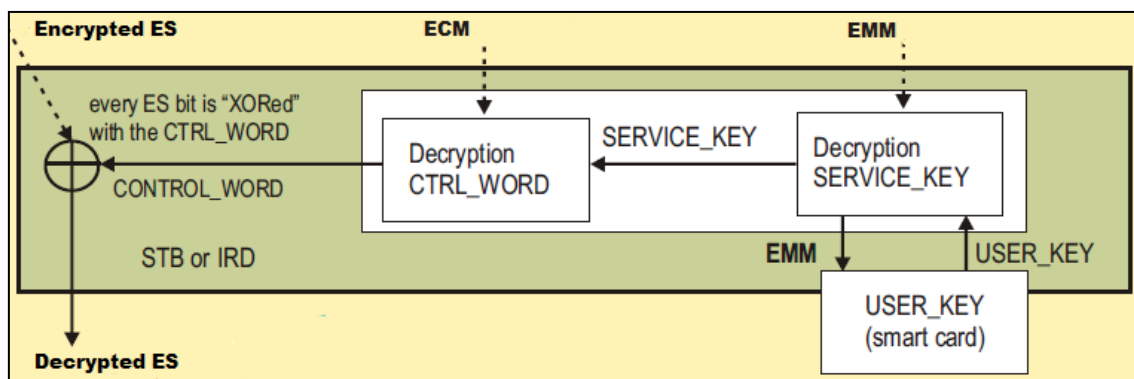 Encrypted ES
ECM
EMM
every ES bit is “XORed”
with the CTRL_WORD
CONTROL_WORD
Decryption
CTRL_WORD
SERVICE_KEY
Decryption
SERVICE_KEY
STB or IRD
EMM
USER_KEY
USER_KEY
(smart card)
Decrypted ES